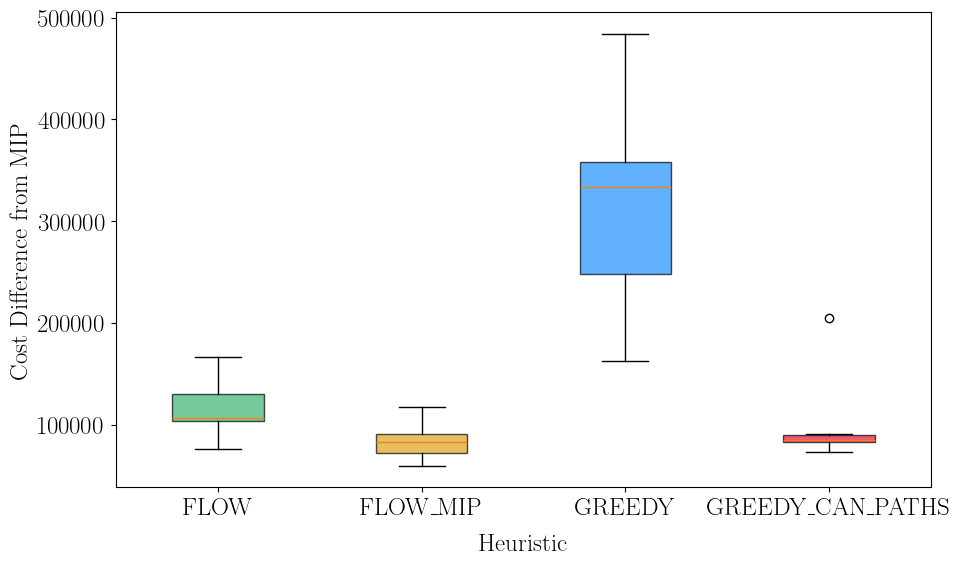 500000
400000
300000
200000
100000
Cost Difference from MIP
FLOW
FLOW_MIP
GREEDY
GREEDY_CAN_PATHS
Heuristic